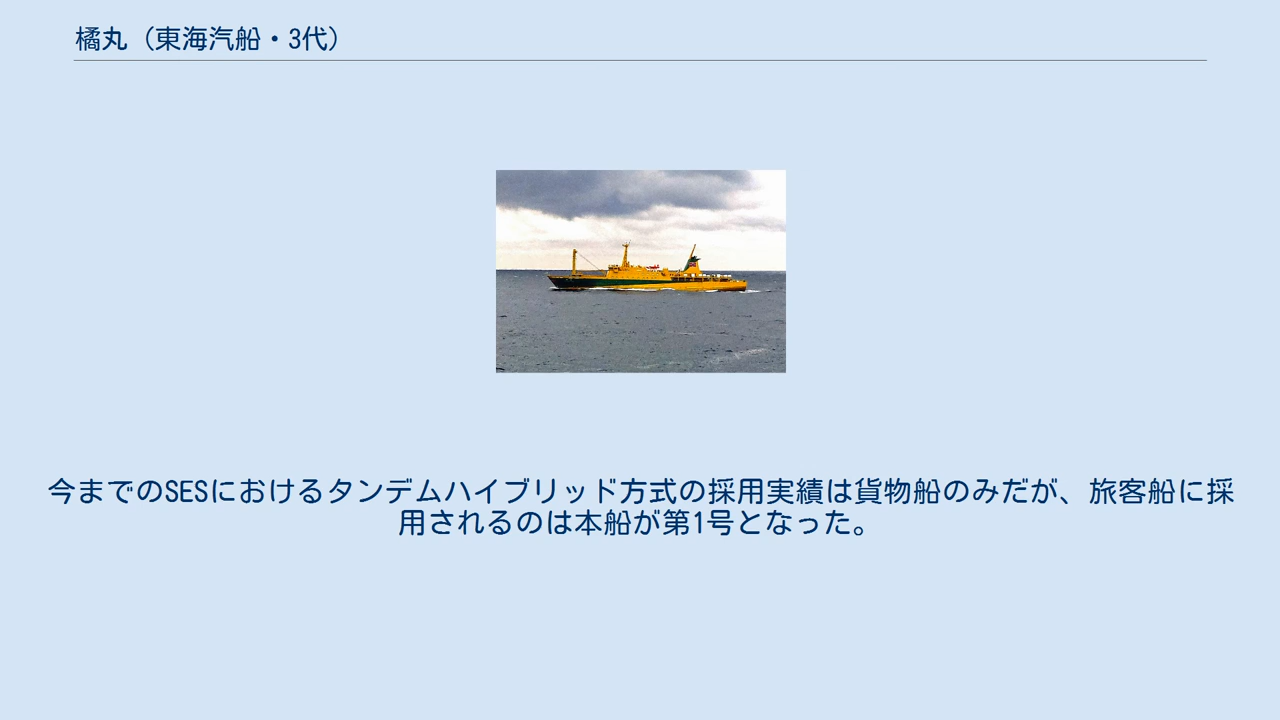 橘丸（東海汽船・3代）
今までのSESにおけるタンデムハイブリッド方式の採用実績は貨物船のみだが、旅客船に採
用されるのは本船が第1号となった。